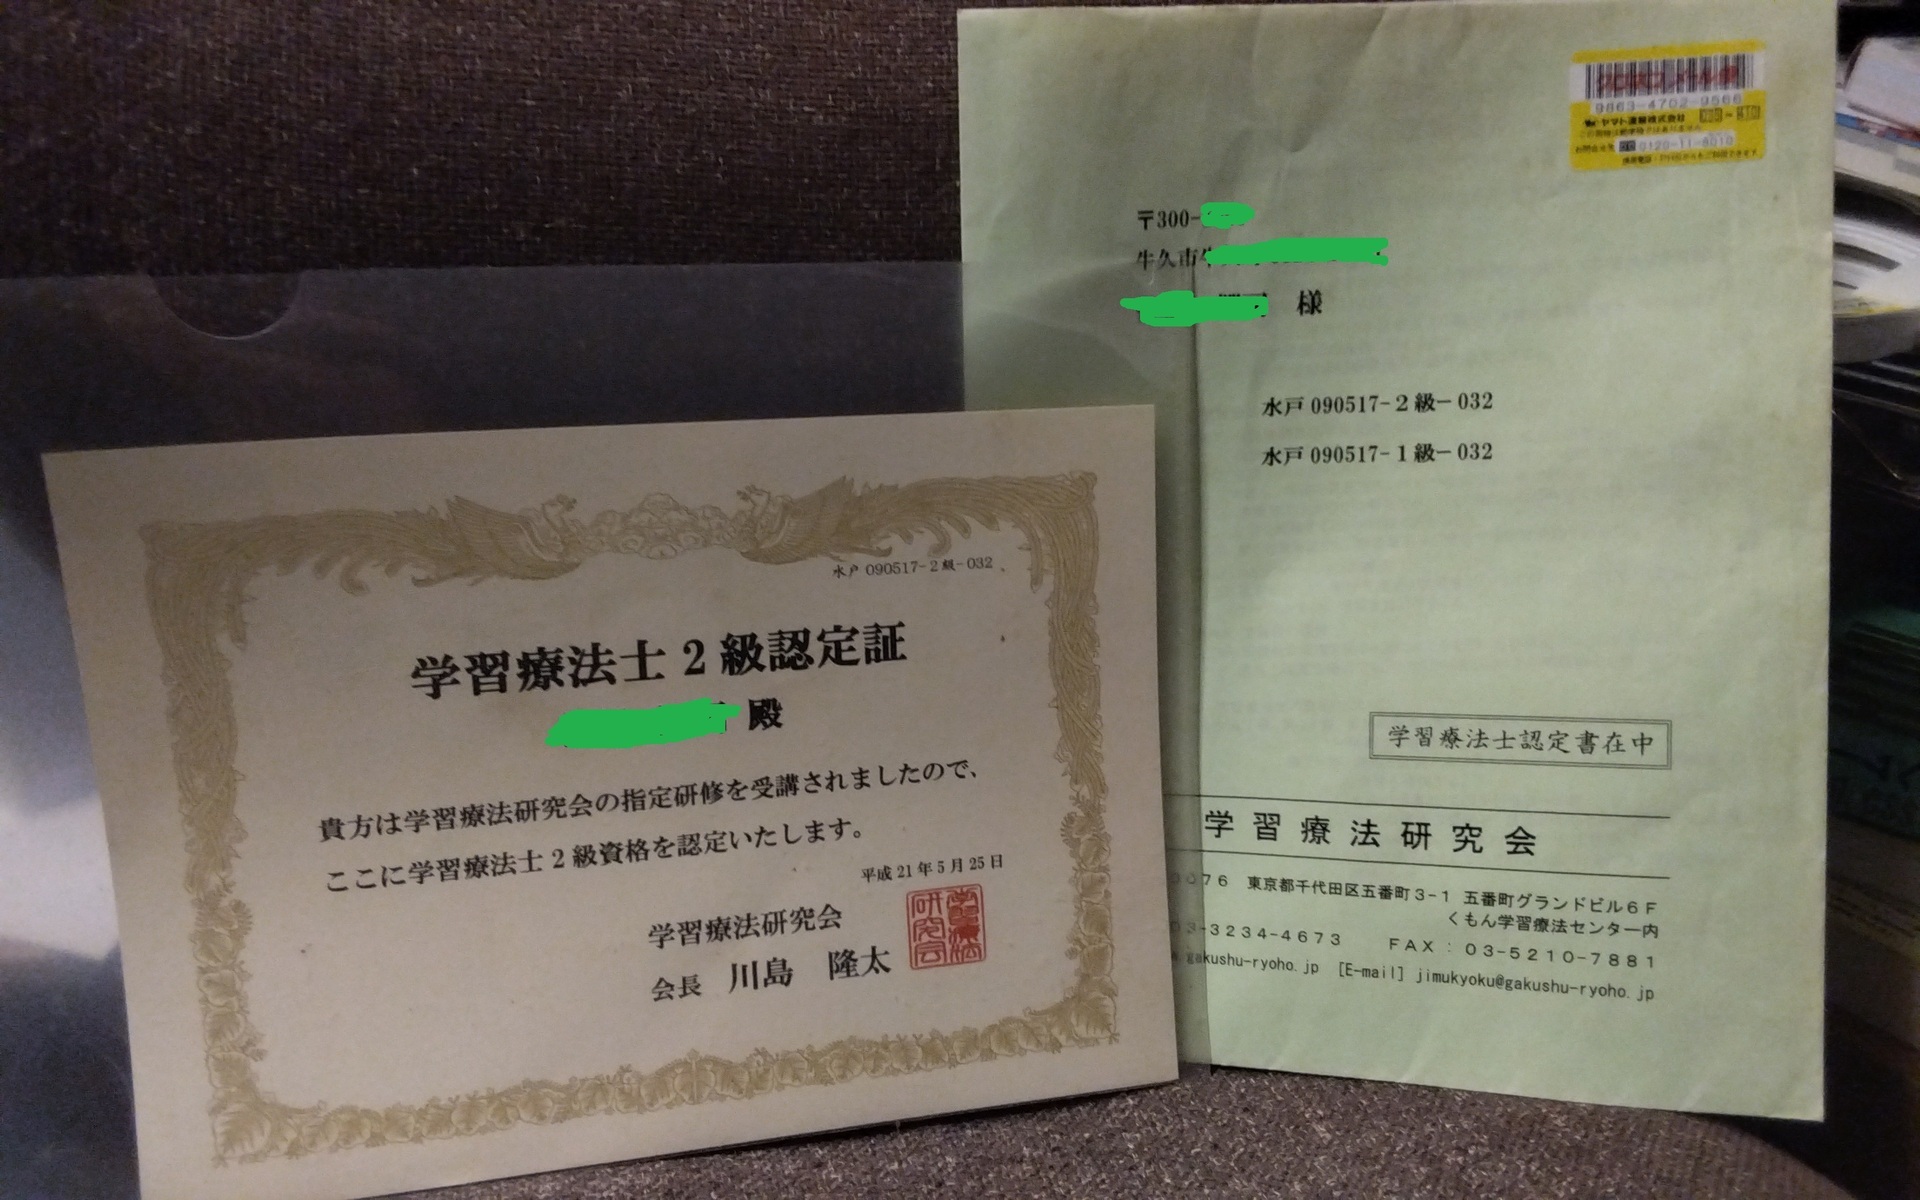 水戸 090517-2級-032
学習療法士2級認定証
殿
貴方は学習療法研究会の指定研修を受講されましたので、
ここに学習療法士2級資格を認定いたします。
平成21年5月25日
学習療法研究会
会長 川島 隆太
学習療法研究会
9863-4702-9566
ヤマト運輸株式会社
0120-11-8010
〒300-
牛久市
様
水戸 090517-2級-032
水戸 090517-1級-032
学習療法士認定書在中
学習療法研究会
0076 東京都千代田区五番町3-1 五番町グランドビル6F
くもん学習療法センター内
03-3234-4673 FAX: 03-5210-7881
gakushu-ryoho.jp [E-mail] jimukyoku@gakushu-ryoho.jp